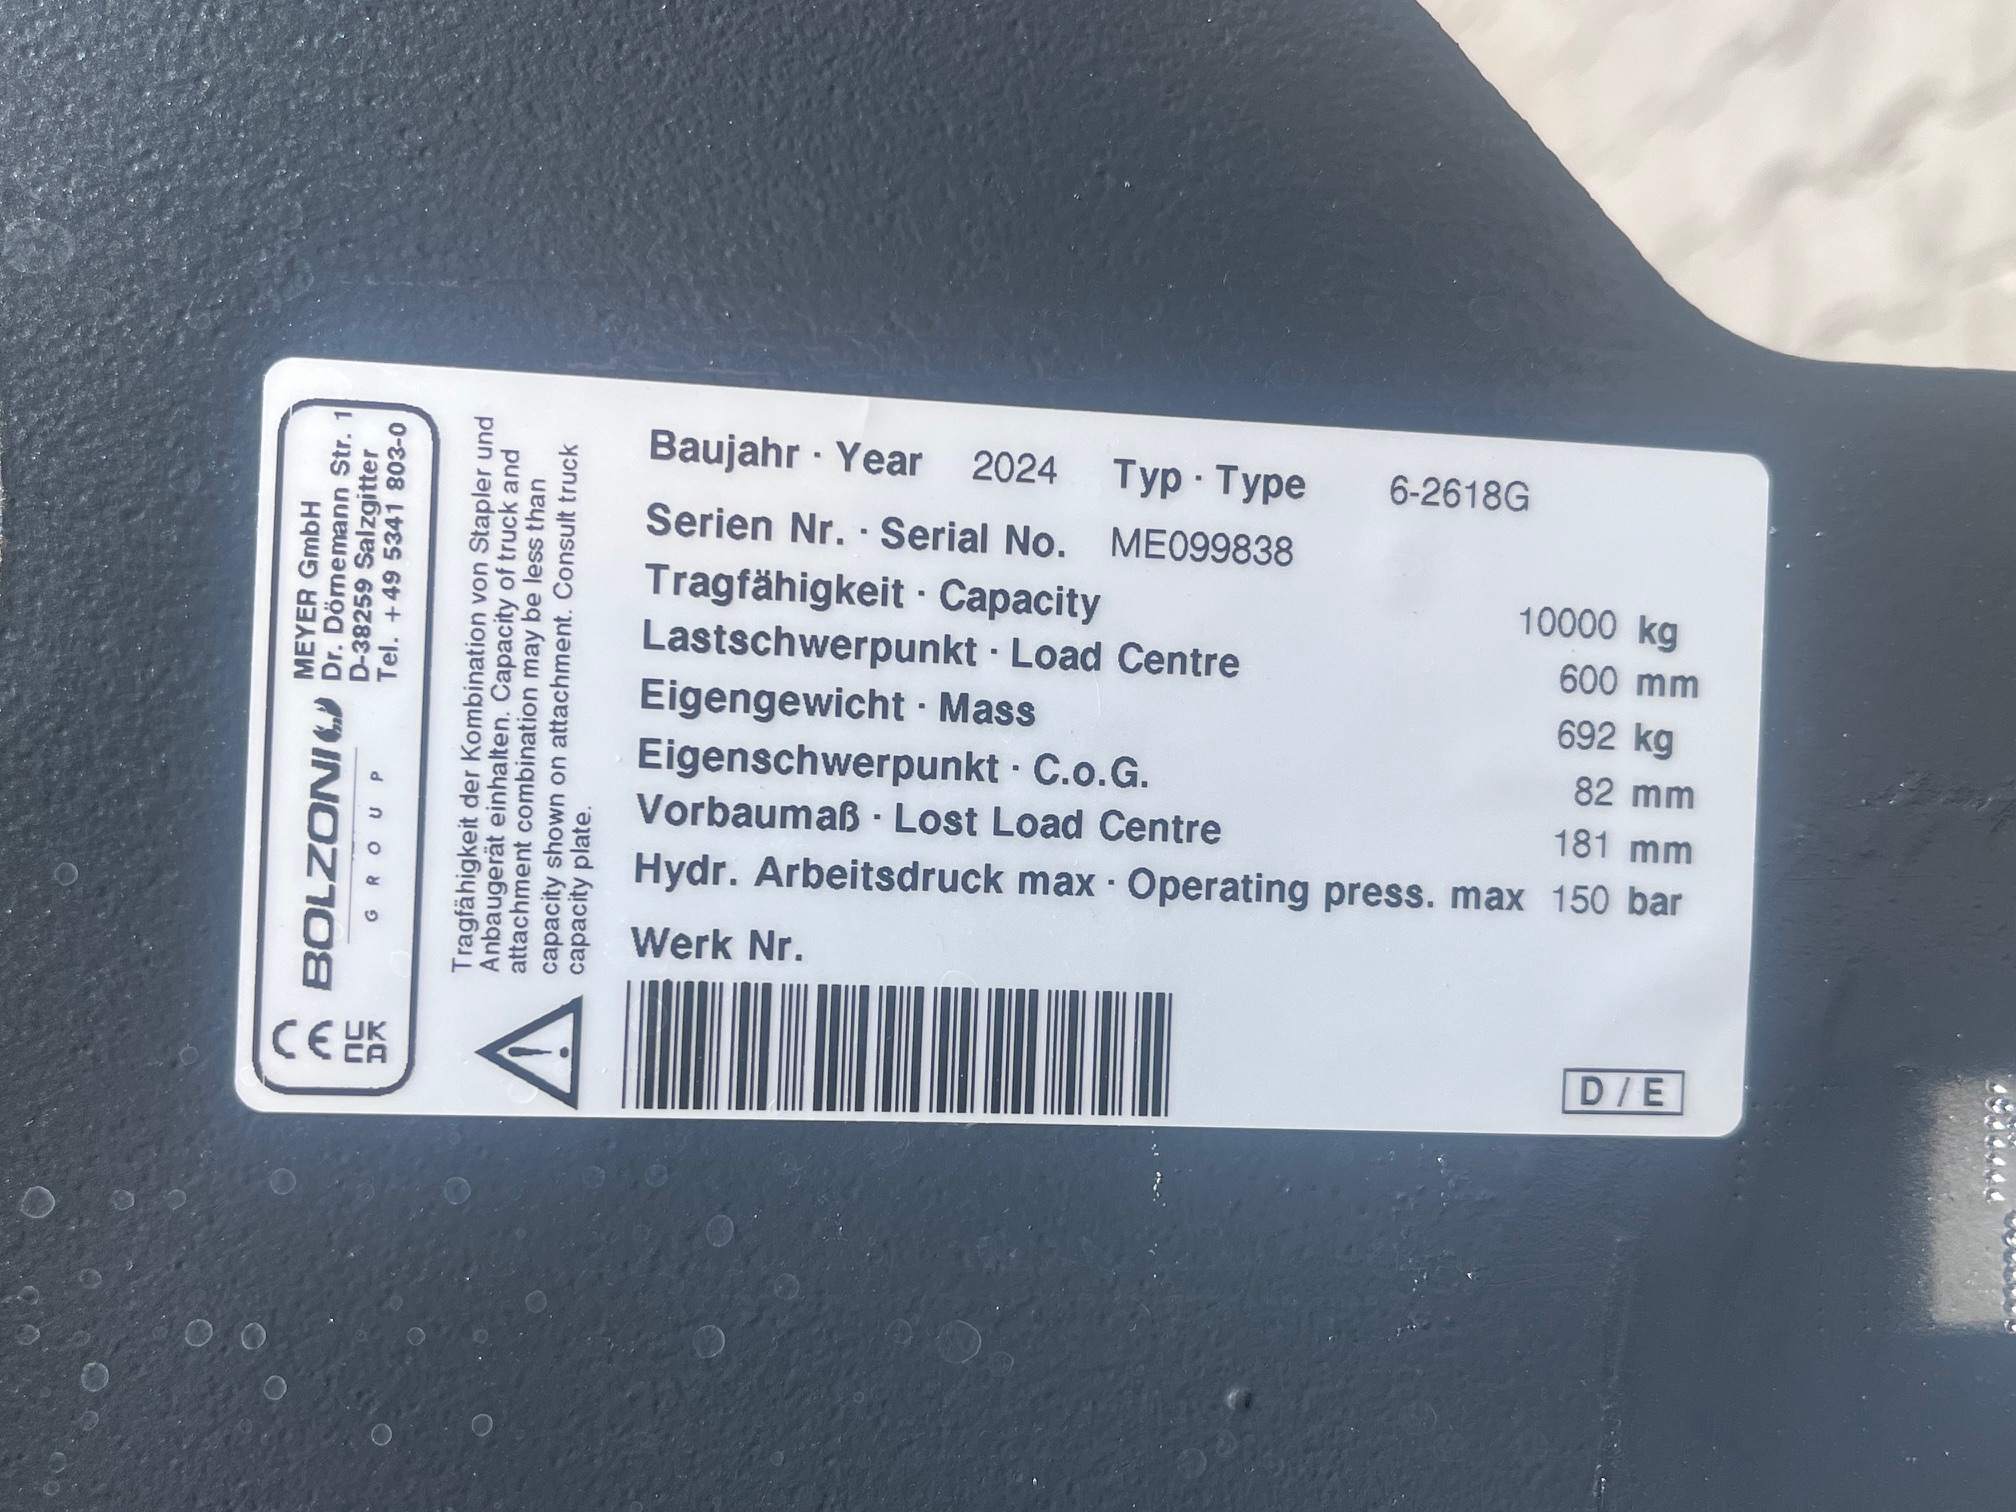 MEYER GmbH
Dr. Dörnemann Str. 1
D-38259 Salzgitter
Tel. +49 5341 803-0
BOLZONI
GROUP
CE
UK
CA
Tragfähigkeit der Kombination von Stapler und
Anbaugerät einhalten. Capacity of truck and
attachment combination may be less than
capacity shown on attachment. Consult truck
capacity plate.
Baujahr · Year 2024 Typ · Type 6-2618G
Serien Nr. · Serial No. ME099838
Tragfähigkeit · Capacity 10000 kg
Lastschwerpunkt · Load Centre 600 mm
Eigengewicht · Mass 692 kg
Eigenschwerpunkt · C.o.G. 82 mm
Vorbaumaß · Lost Load Centre 181 mm
Hydr. Arbeitsdruck max · Operating press. max 150 bar
Werk Nr.
D / E